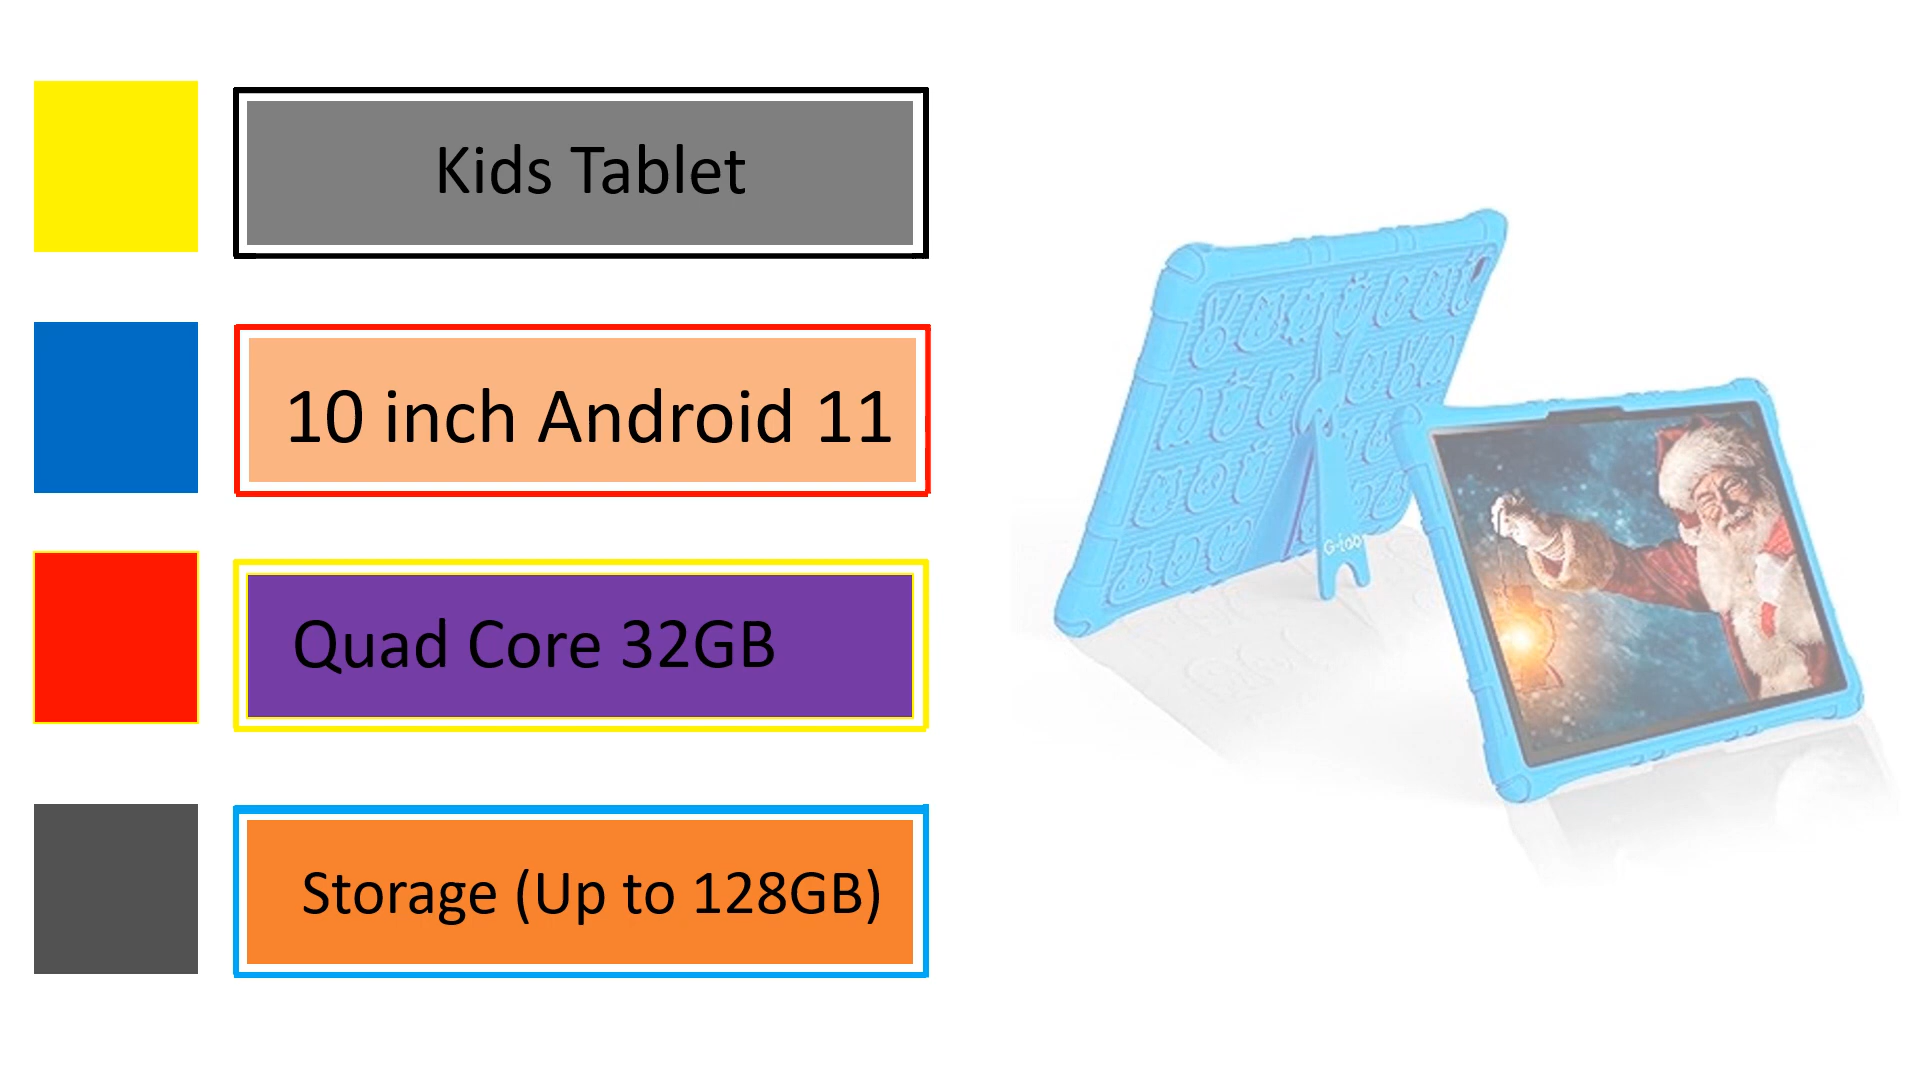 Kids Tablet
10 inch Android 11
Quad Core 32GB
Storage (Up to 128GB)